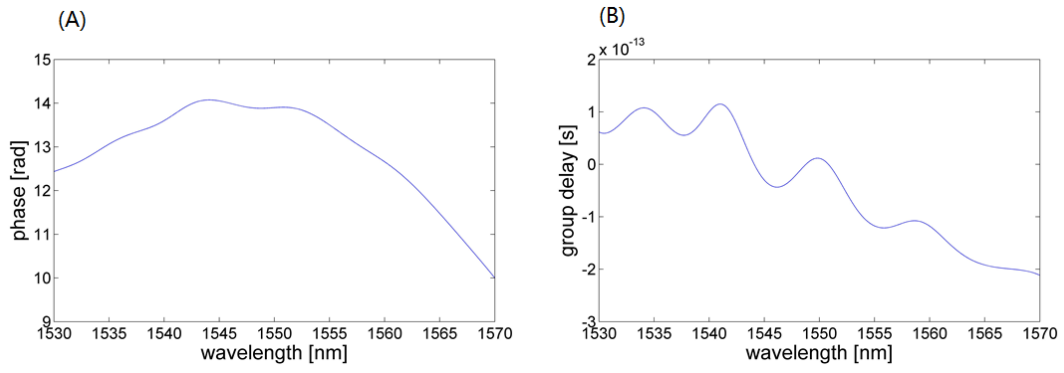 (A)
15
14
13
12
11
10
9
phase [rad]
1530 1535 1540 1545 1550 1555 1560 1565 1570
wavelength [nm]
(B)
x 10-13
2
1
0
-1
-2
-3
group delay [s]
1530 1535 1540 1545 1550 1555 1560 1565 1570
wavelength [nm]